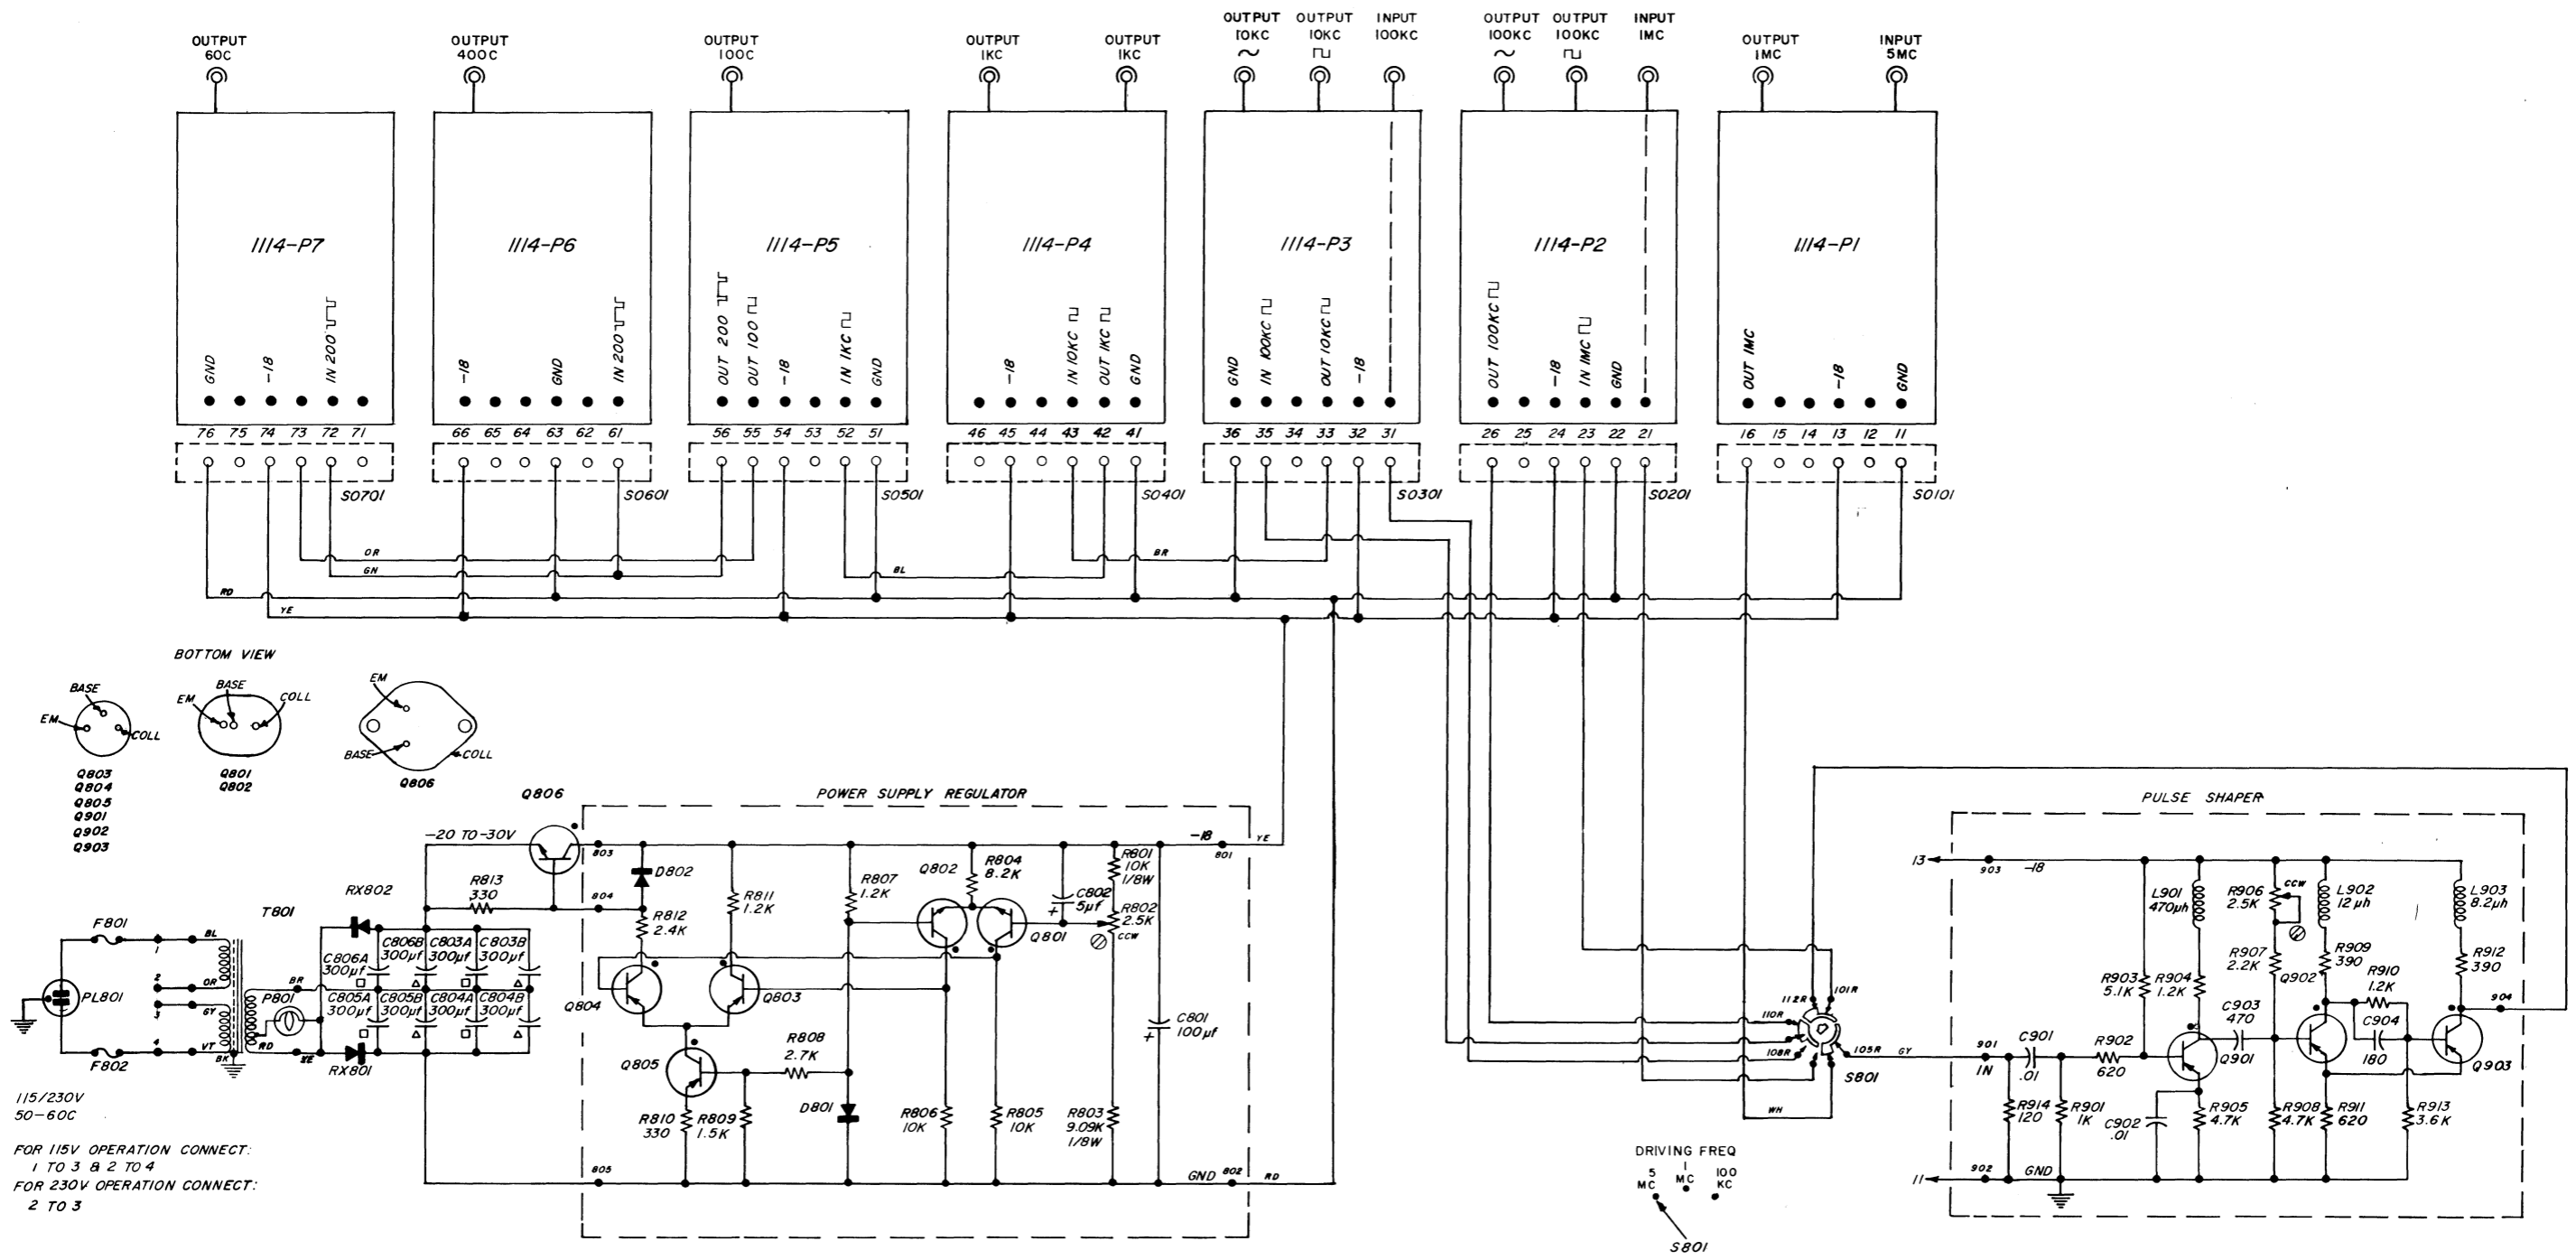 OUTPUT
60C
OUTPUT
400C
OUTPUT
100C
OUTPUT
1KC
OUTPUT
1KC
OUTPUT
10KC
OUTPUT
10KC
INPUT
100KC
OUTPUT
100KC
OUTPUT
100KC
INPUT
1MC
OUTPUT
1MC
INPUT
5MC
1114-P7
1114-P6
1114-P5
1114-P4
1114-P3
1114-P2
1114-P1
GND
-18
IN 200
-18
GND
IN 200
OUT 200
OUT 100
-18
IN 1KC
GND
-18
IN 10KC
OUT 1KC
GND
GND
IN 100KC
OUT 10KC
-18
OUT 100KC
-18
IN 1MC
GND
OUT 1MC
-18
GND
76 75 74 73 72 71
66 65 64 63 62 61
56 55 54 53 52 51
46 45 44 43 42 41
36 35 34 33 32 31
26 25 24 23 22 21
16 15 14 13 12 11
SO701
SO601
SO501
SO401
SO301
SO201
SO101
OR
GN
BL
BR
RD
YE
BOTTOM VIEW
BASE
EM
COLL
Q803
Q804
Q805
Q901
Q902
Q903
BASE
EM
COLL
Q801
Q802
EM
BASE
COLL
Q806
Q806
POWER SUPPLY REGULATOR
-20 TO -30V
803
-18
801
YE
D802
R813
330
804
R812
2.4K
R811
1.2K
R807
1.2K
Q802
R804
8.2K
C802
5µf
+
R801
10K
1/8W
R802
2.5K
CCW
Q801
Q804
Q803
C801
100µf
+
Q805
R808
2.7K
D801
R810
330
R809
1.5K
R806
10K
R805
10K
R803
9.09K
1/8W
805
GND
802
RD
F801
F802
PL801
1
2
3
4
BL
OR
GY
VT
BK
T801
BR
P801
RD
YE
RX802
RX801
C806A
300µf
C806B
300µf
C803A
300µf
C803B
300µf
C805A
300µf
C805B
300µf
C804A
300µf
C804B
300µf
115/230V
50-60C
FOR 115V OPERATION CONNECT:
1 TO 3 & 2 TO 4
FOR 230V OPERATION CONNECT:
2 TO 3
112R
101R
110R
108R
105R
GY
S801
WH
DRIVING FREQ
5
MC
1
MC
100
KC
S801
PULSE SHAPER
13
903
-18
L901
470µh
R906
2.5K
CCW
L902
12µh
L903
8.2µh
R903
5.1K
R904
1.2K
R907
2.2K
Q902
R909
390
R910
1.2K
R912
390
904
C903
470
C904
180
901
IN
C901
.01
R902
620
Q901
Q903
R914
120
R901
1K
C902
.01
R905
4.7K
R908
4.7K
R911
620
R913
3.6K
11
902
GND